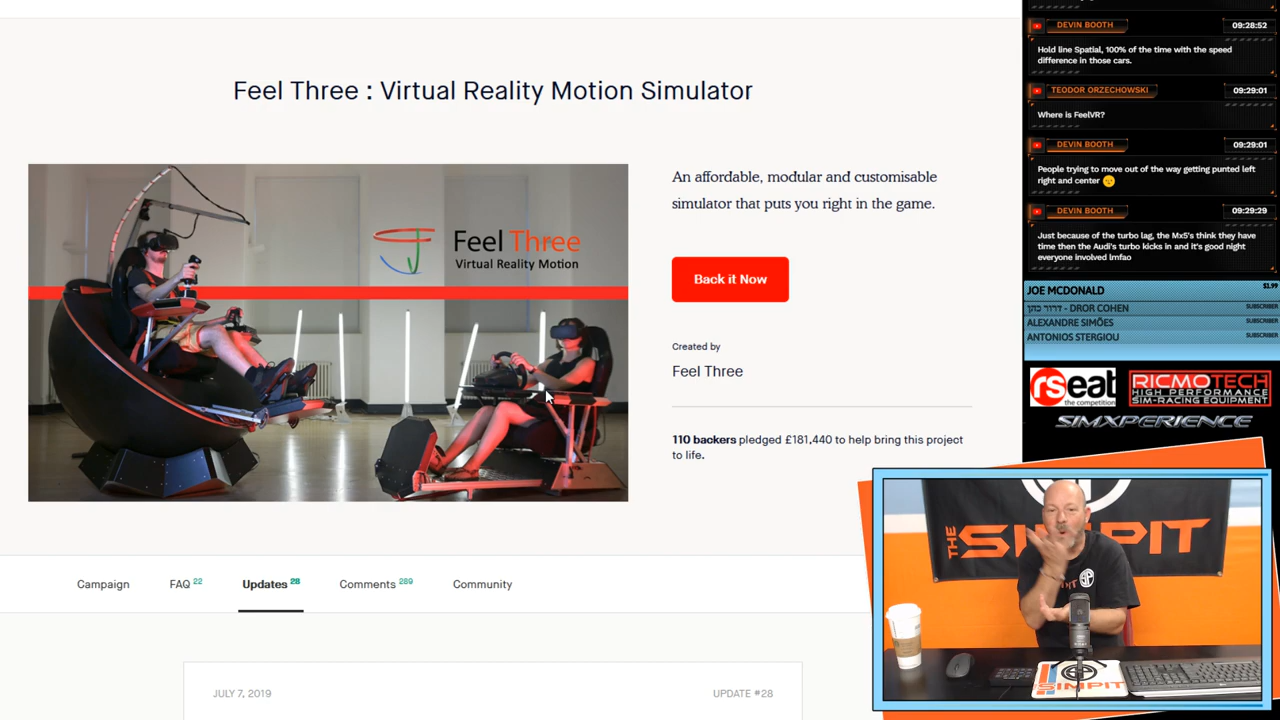 Feel Three : Virtual Reality Motion Simulator
Feel Three
Virtual Reality Motion
An affordable, modular and customisable
simulator that puts you right in the game.
Back it Now
Created by
Feel Three
110 backers pledged £181,440 to help bring this project
to life.
Campaign
FAQ 22
Updates 28
Comments 289
Community
JULY 7, 2019
UPDATE #28
DEVIN BOOTH
09:28:52
Hold line Spatial, 100% of the time with the speed
difference in those cars.
TEODOR ORZECHOWSKI
09:29:01
Where is FeelVR?
DEVIN BOOTH
09:29:01
People trying to move out of the way getting punted left
right and center
DEVIN BOOTH
09:29:29
Just because of the turbo lag, the Mx5's think they have
time then the Audi's turbo kicks in and it's good night
everyone involved lmfao
JOE MCDONALD
$1.99
דרור כהן - DROR COHEN
SUBSCRIBER
ALEXANDRE SIMÕES
SUBSCRIBER
ANTONIOS STERGIOU
SUBSCRIBER
rseat
the competition
RICMOTECH
HIGH PERFORMANCE
SIM-RACING EQUIPMENT
SIMXPERIENCE
THE SIMPIT
SIMPIT